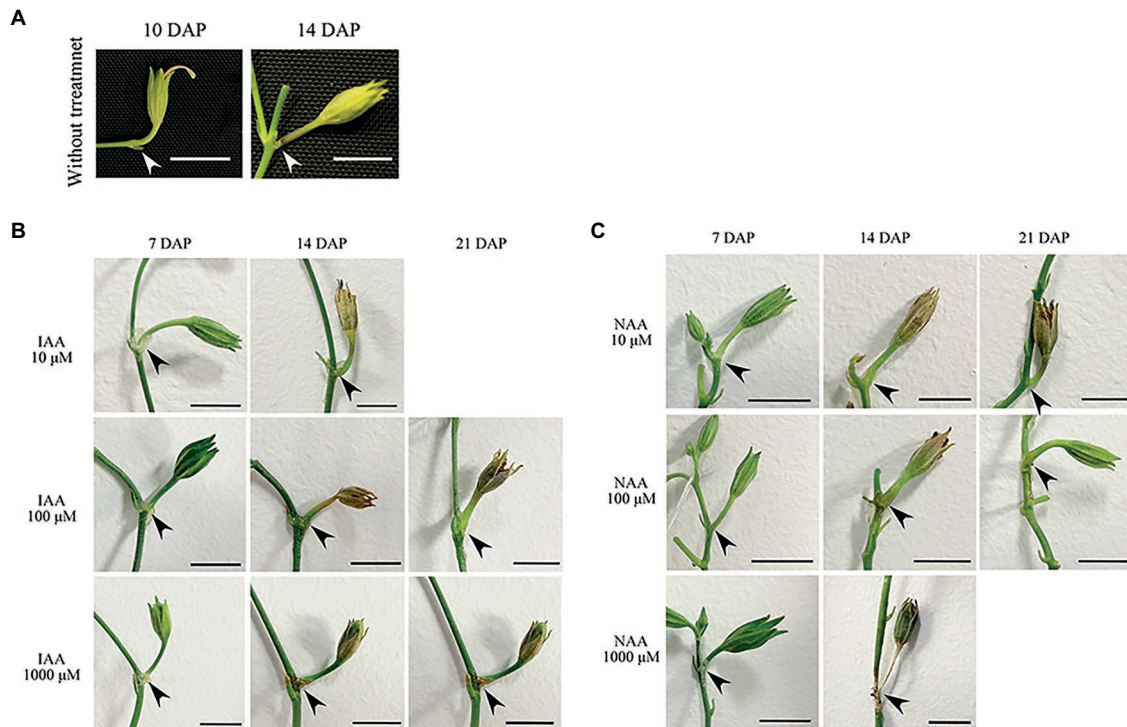 A
10 DAP
14 DAP
Without trreatmnet
B
7 DAP
14 DAP
21 DAP
IAA
10 μM
IAA
100 μM
IAA
1000 μM
C
7 DAP
14 DAP
21 DAP
NAA
10 μM
NAA
100 μM
NAA
1000 μM